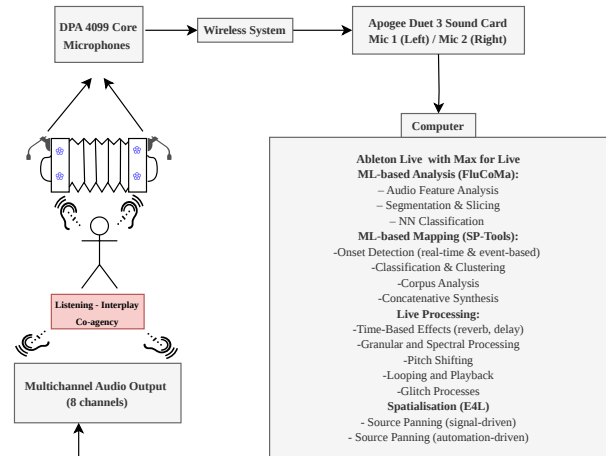 DPA 4099 Core
Microphones
Wireless System
Apogee Duet 3 Sound Card
Mic 1 (Left) / Mic 2 (Right)
Computer
Ableton Live  with Max for Live
ML-based Analysis (FluCoMa):
– Audio Feature Analysis
– Segmentation & Slicing
– NN Classification
ML-based Mapping (SP-Tools):
-Onset Detection (real-time & event-based)
-Classification & Clustering
-Corpus Analysis
-Concatenative Synthesis
Live Processing:
-Time-Based Effects (reverb, delay)
-Granular and Spectral Processing
-Pitch Shifting
-Looping and Playback
-Glitch Processes
Spatialisation (E4L)
- Source Panning (signal-driven)
- Source Panning (automation-driven)
Listening - Interplay
Co-agency
Multichannel Audio Output
(8 channels)